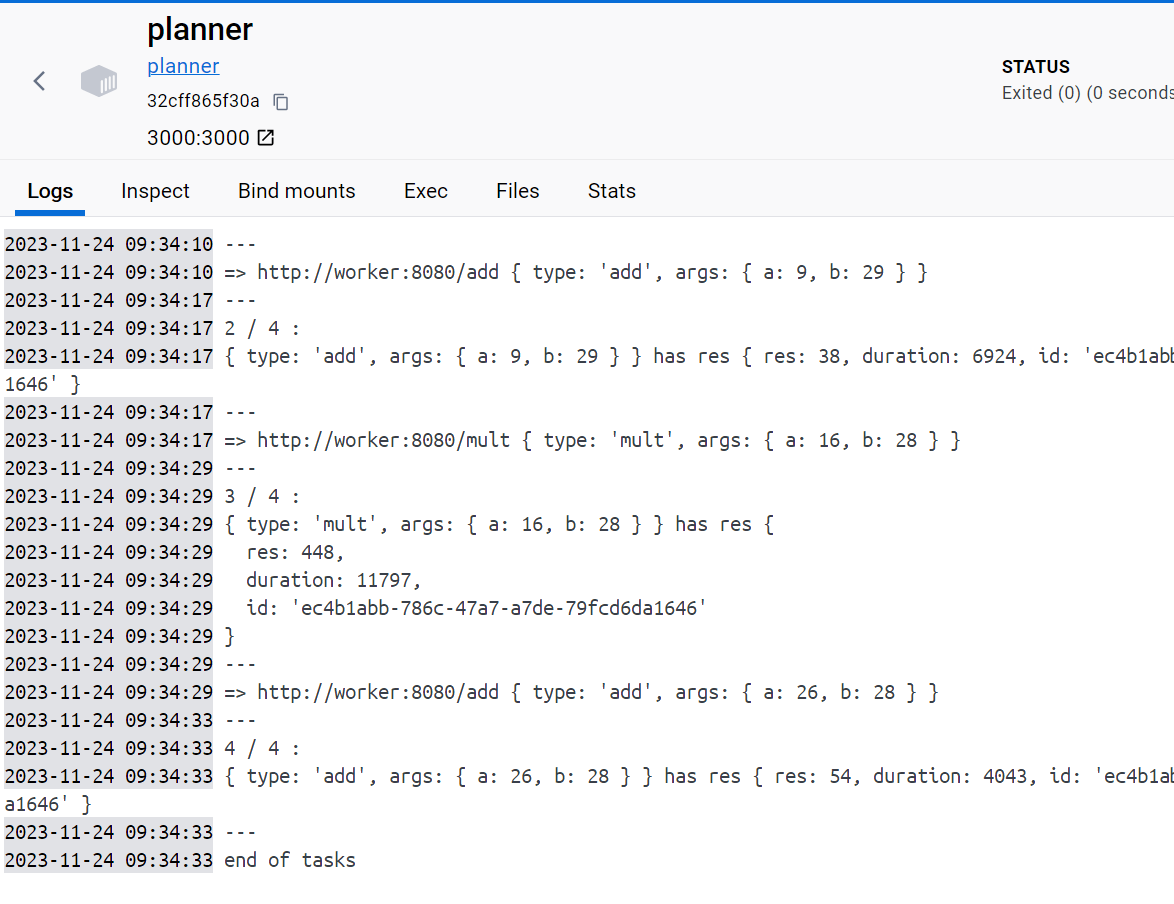 planner
planner
32cff865f30a
3000:3000
STATUS
Exited (0) (0 seconds
Logs Inspect Bind mounts Exec Files Stats
2023-11-24 09:34:10 ---
2023-11-24 09:34:10 => http://worker:8080/add { type: 'add', args: { a: 9, b: 29 } }
2023-11-24 09:34:17 ---
2023-11-24 09:34:17 2 / 4 :
2023-11-24 09:34:17 { type: 'add', args: { a: 9, b: 29 } } has res { res: 38, duration: 6924, id: 'ec4b1abb
1646' }
2023-11-24 09:34:17 ---
2023-11-24 09:34:17 => http://worker:8080/mult { type: 'mult', args: { a: 16, b: 28 } }
2023-11-24 09:34:29 ---
2023-11-24 09:34:29 3 / 4 :
2023-11-24 09:34:29 { type: 'mult', args: { a: 16, b: 28 } } has res {
2023-11-24 09:34:29   res: 448,
2023-11-24 09:34:29   duration: 11797,
2023-11-24 09:34:29   id: 'ec4b1abb-786c-47a7-a7de-79fcd6da1646'
2023-11-24 09:34:29 }
2023-11-24 09:34:29 ---
2023-11-24 09:34:29 => http://worker:8080/add { type: 'add', args: { a: 26, b: 28 } }
2023-11-24 09:34:33 ---
2023-11-24 09:34:33 4 / 4 :
2023-11-24 09:34:33 { type: 'add', args: { a: 26, b: 28 } } has res { res: 54, duration: 4043, id: 'ec4b1ab
a1646' }
2023-11-24 09:34:33 ---
2023-11-24 09:34:33 end of tasks